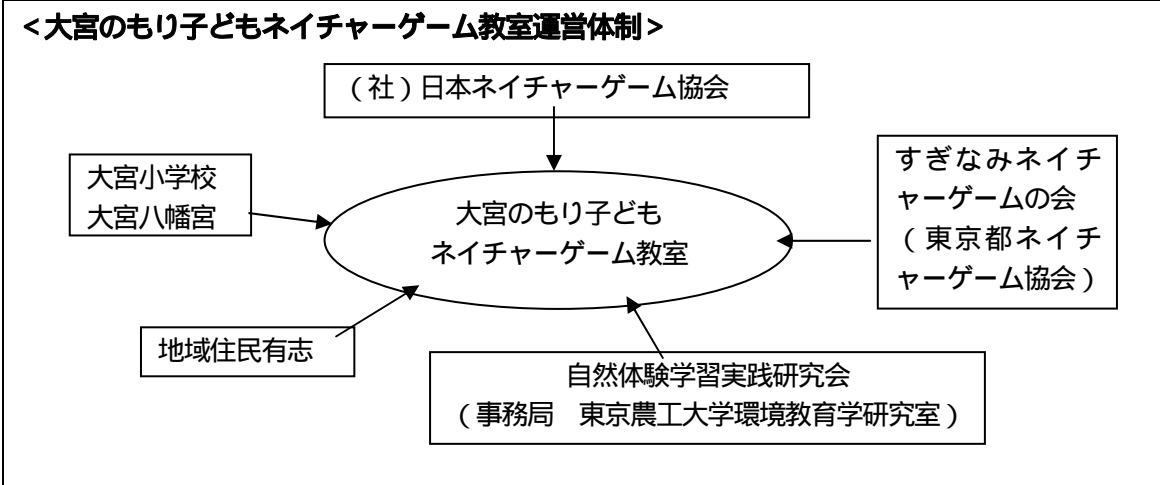 <大宮のもり子どもネイチャーゲーム教室運営体制>
（社）日本ネイチャーゲーム協会
大宮小学校
大宮八幡宮
大宮のもり子ども
ネイチャーゲーム教室
すぎなみネイチ
ャーゲームの会
（東京都ネイチ
ャーゲーム協会）
地域住民有志
自然体験学習実践研究会
（事務局　東京農工大学環境教育学研究室）